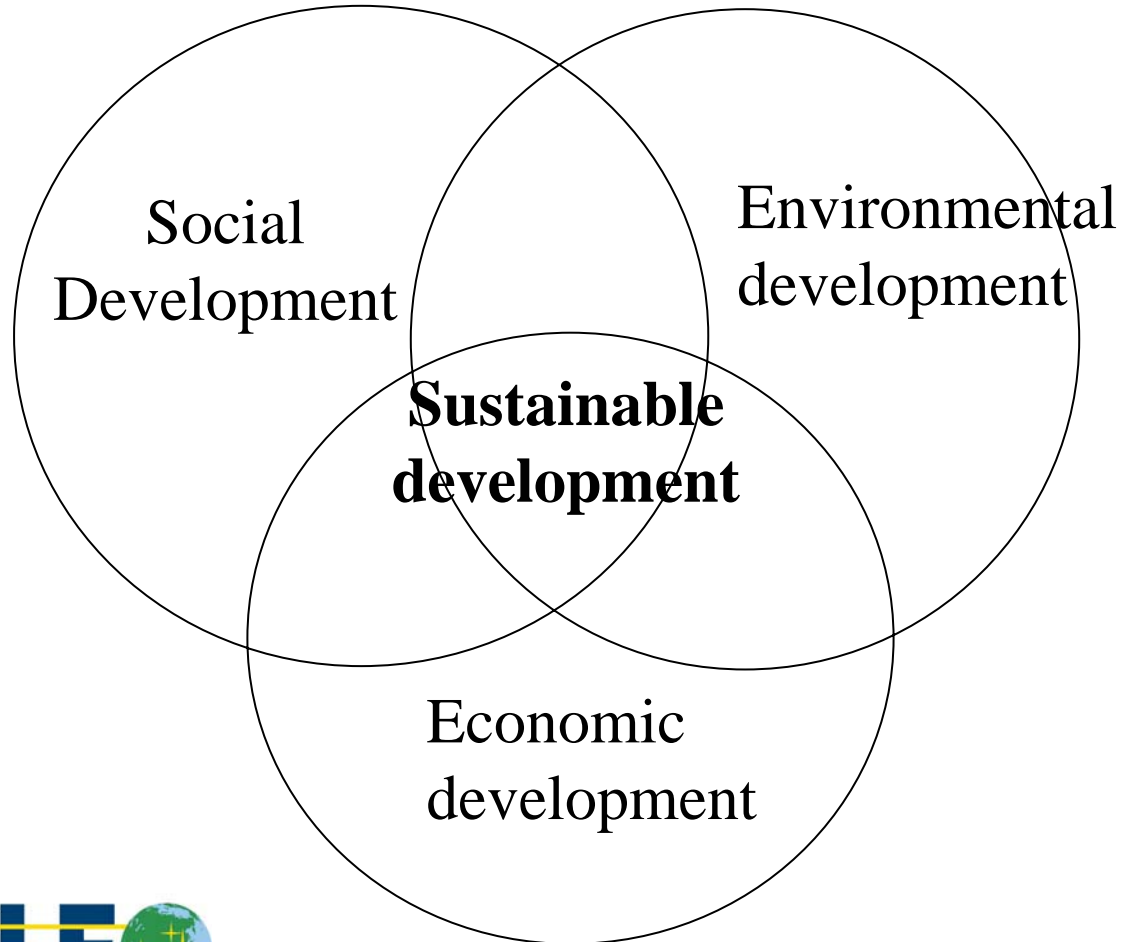 Social
Development
Environmental
development
Sustainable
development
Economic
development